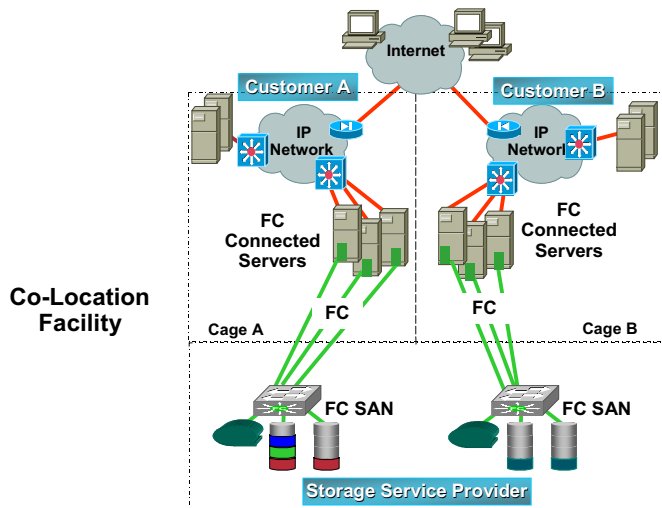 Internet
Customer A
Customer B
IP
Network
IP
Network
FC
Connected
Servers
FC
Connected
Servers
Co-Location
Facility
FC
FC
Cage A
Cage B
FC SAN
FC SAN
Storage Service Provider